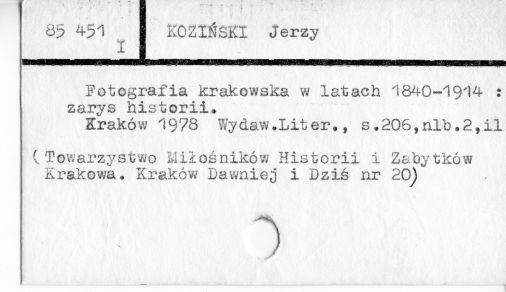 85 451
I
KOZIŃSKI Jerzy
Fotografia krakowska w latach 1840-1914 :
zarys historii.
Kraków 1978 Wydaw.Liter., s.206,nlb.2,il
(Towarzystwo Miłośników Historii i Zabytków
Krakowa. Kraków Dawniej i Dziś nr 20)